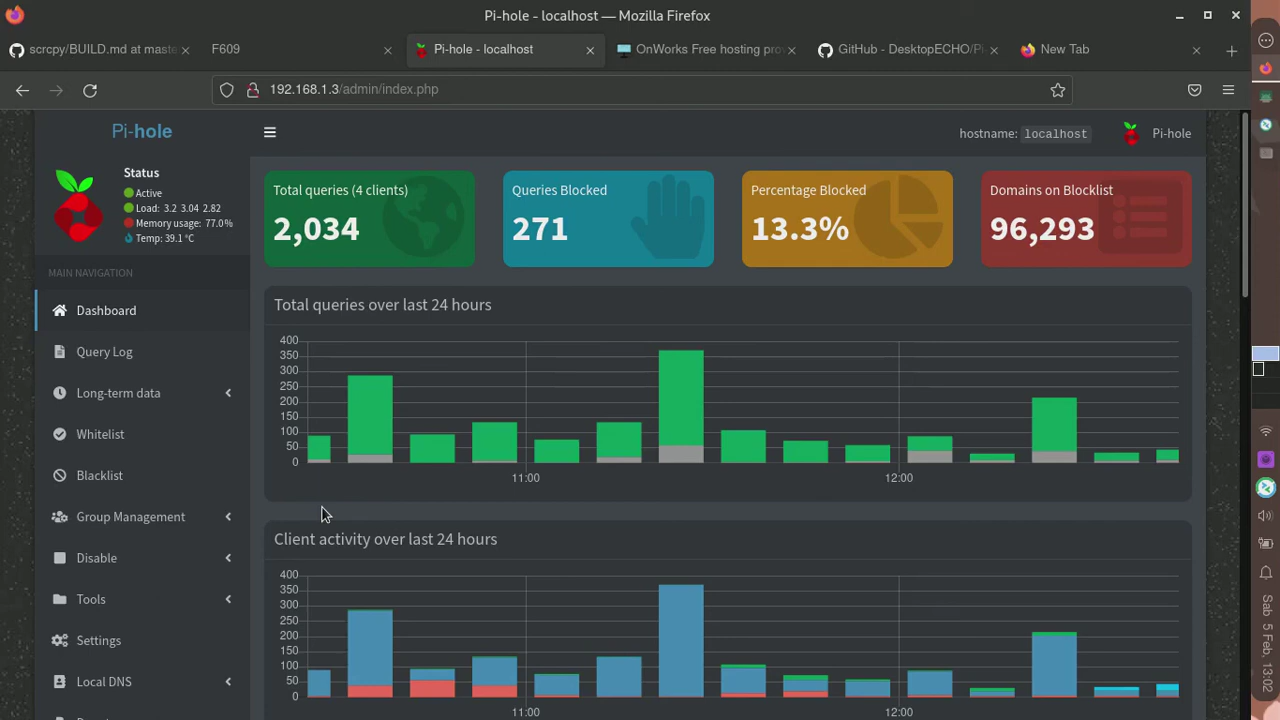 Pi-hole - localhost — Mozilla Firefox
scrcpy/BUILD.md at maste
F609
Pi-hole - localhost
OnWorks Free hosting prov
GitHub - DesktopECHO/Pi
New Tab
192.168.1.3/admin/index.php
Pi-hole
hostname: localhost
Pi-hole
Status
Active
Load: 3.2 3.04 2.82
Memory usage: 77.0%
Temp: 39.1 °C
MAIN NAVIGATION
Dashboard
Query Log
Long-term data
Whitelist
Blacklist
Group Management
Disable
Tools
Settings
Local DNS
Total queries (4 clients)
2,034
Queries Blocked
271
Percentage Blocked
13.3%
Domains on Blocklist
96,293
Total queries over last 24 hours
400
350
300
250
200
150
100
50
0
11:00
12:00
Client activity over last 24 hours
400
350
300
250
200
150
100
50
0
11:00
12:00
Sab 5 Feb, 13:02